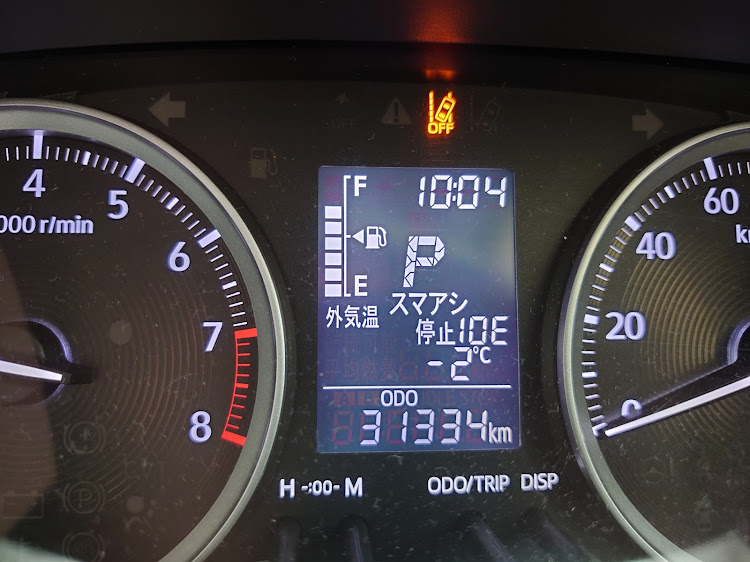 OFF
F 10:04
4
5
6
7
8
000 r/min
P
E
スマアシ
外気温 停止10E
-2℃
ODO
31334km
60
40
20
0
H -:00- M
ODO/TRIP DISP